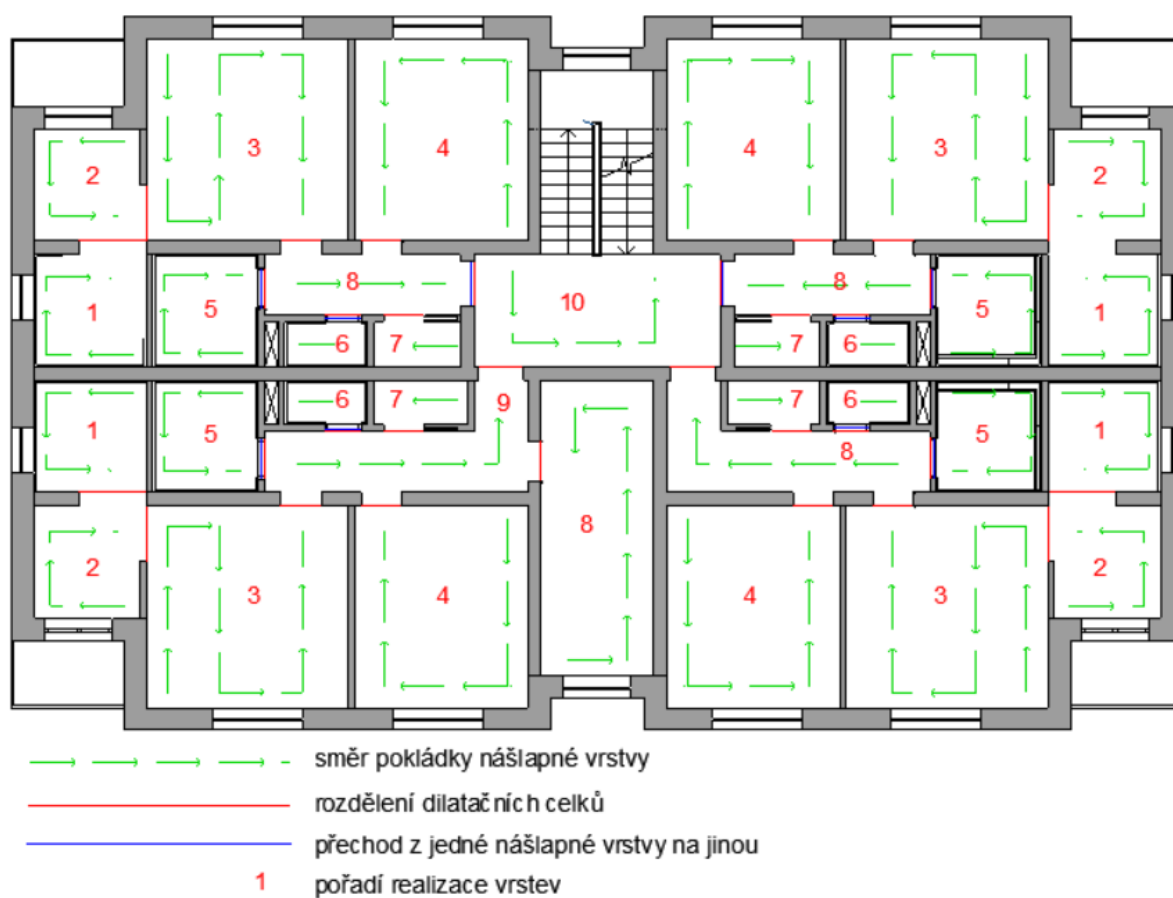 3 4 4 3
2 2
8 8
1 5 10 5 1
6 7 7 6
6 7 9 7 6
1 5 5 1
8
8
2 3 4 4 3 2
směr pokládky nášlapné vrstvy
rozdělení dilatačních celků
přechod z jedné nášlapné vrstvy na jinou
1 pořadí realizace vrstev